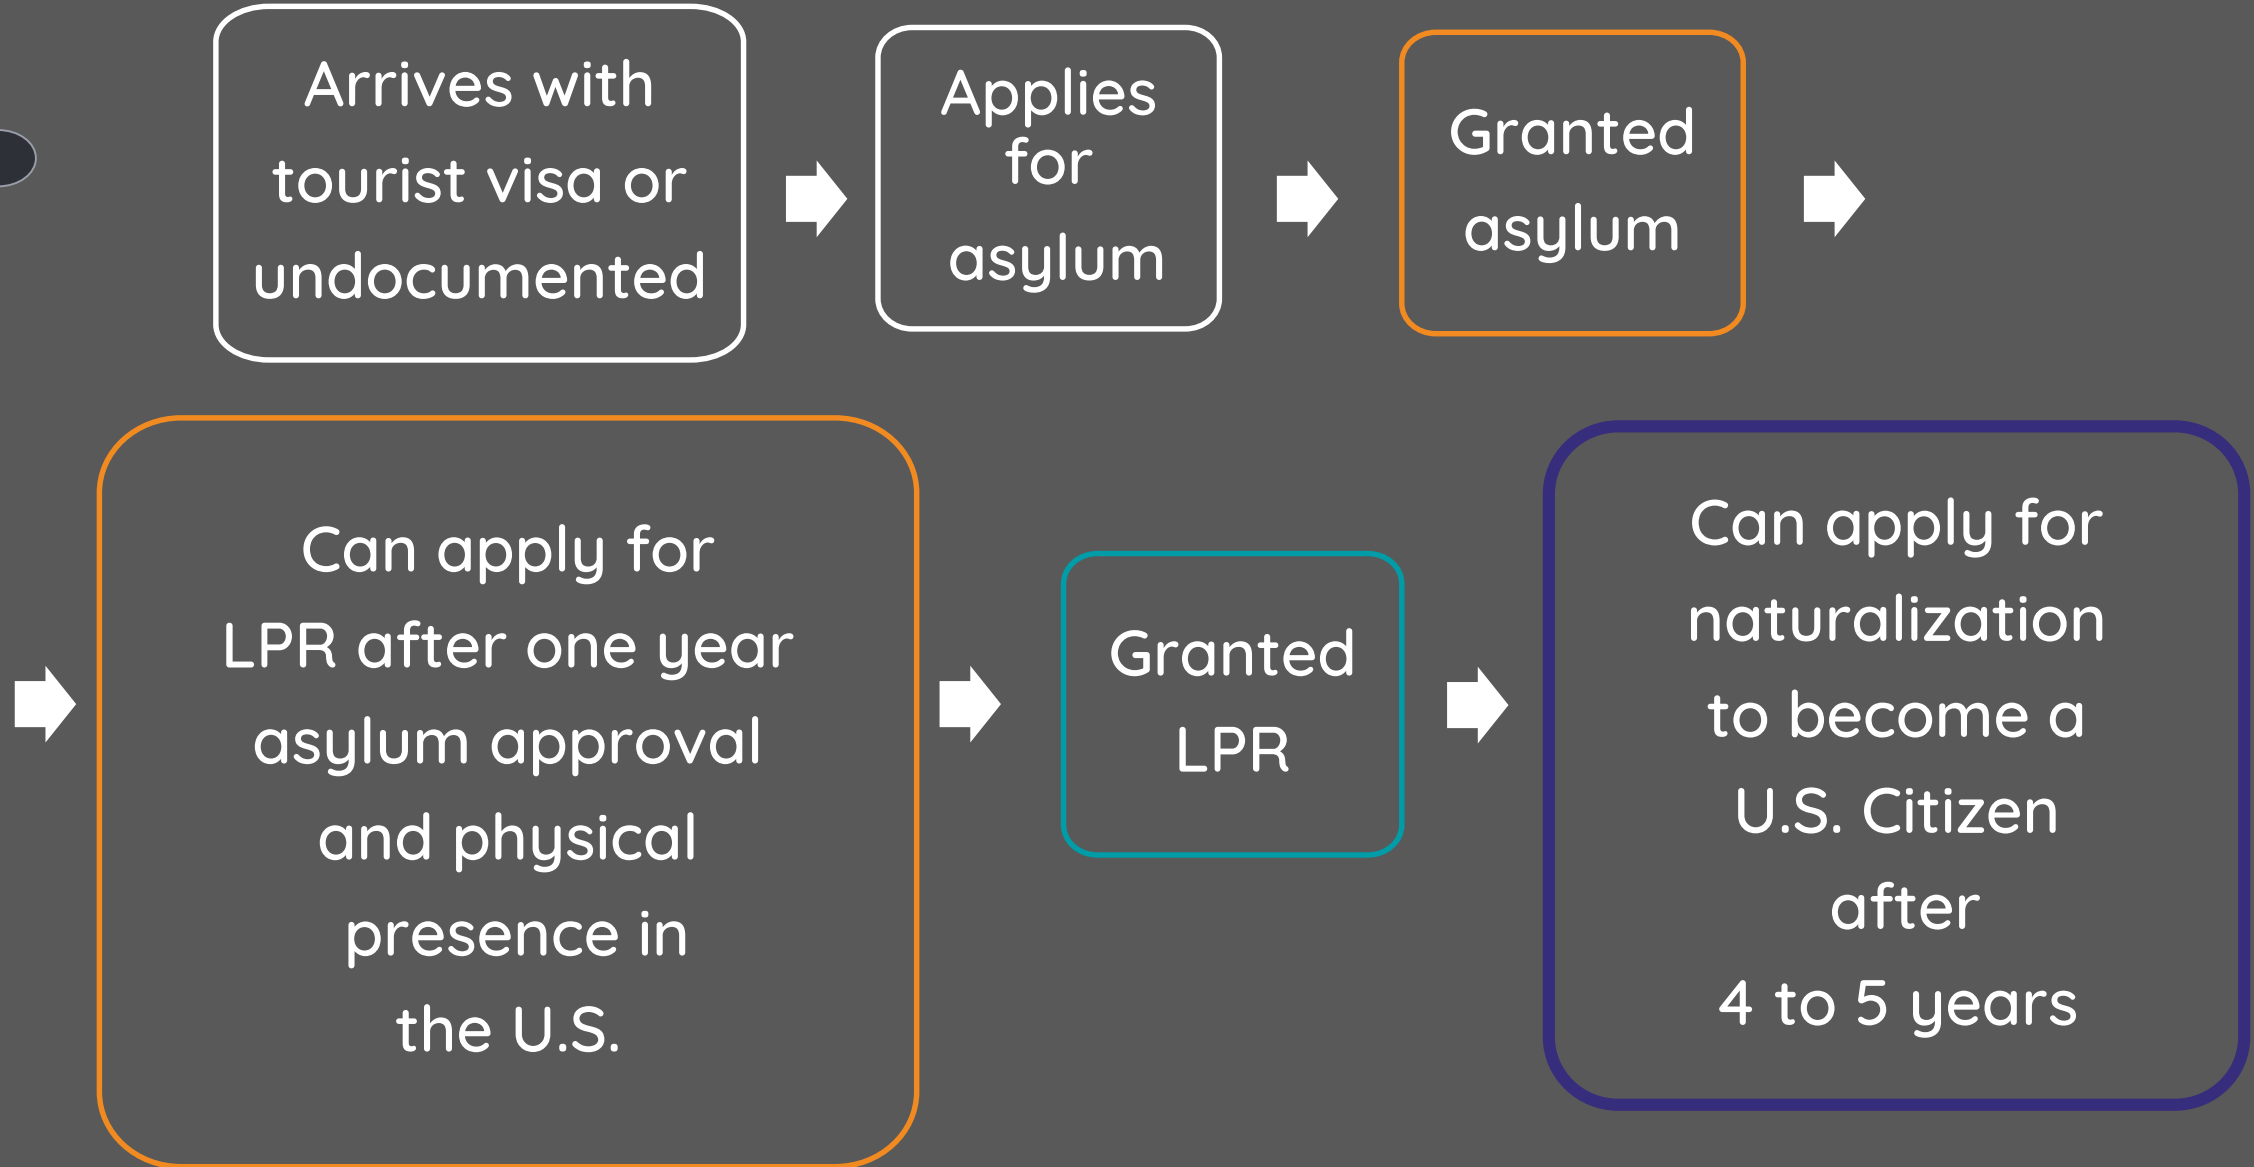 Arrives with
tourist visa or
undocumented
Applies
for
asylum
Granted
asylum
Can apply for
LPR after one year
asylum approval
and physical
presence in
the U.S.
Granted
LPR
Can apply for
naturalization
to become a
U.S. Citizen
after
4 to 5 years